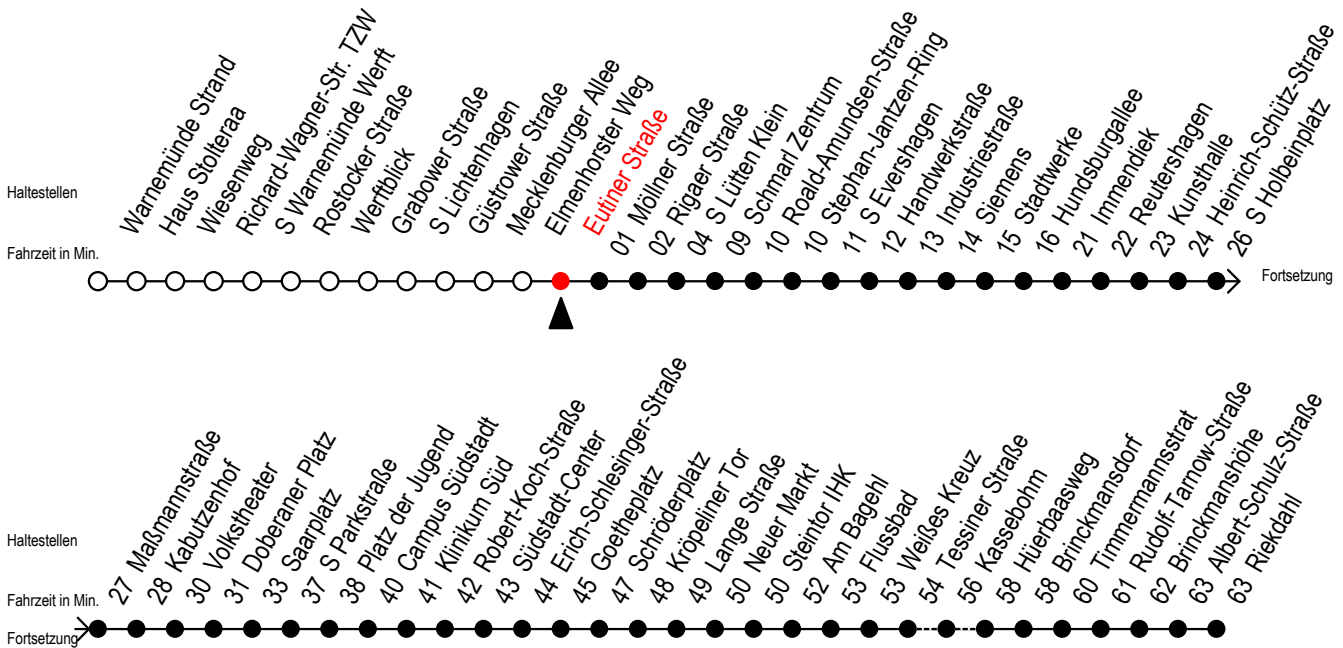 Haltestellen
Warnemünde Strand
Haus Stolteraa
Wiesenweg
Richard-Wagner-Str. TZW
S Warnemünde Werft
Rostocker Straße
Werftblick
Grabower Straße
S Lichtenhagen
Güstrower Straße
Mecklenburger Allee
Elmenhorster Weg
Eutiner Straße
01 Möllner Straße
02 Rigaer Straße
04 S Lütten Klein
09 Schmarl Zentrum
10 Roald-Amundsen-Straße
10 Stephan-Jantzen-Ring
11 S Evershagen
12 Handwerkstraße
13 Industriestraße
14 Siemens
15 Stadtwerke
16 Hundsburgallee
21 Immendiek
22 Reutershagen
23 Kunsthalle
24 Heinrich-Schütz-Straße
26 S Holbeinplatz
Fahrzeit in Min.
Fortsetzung
Haltestellen
27 Maßmannstraße
28 Kabutzenhof
30 Volkstheater
31 Doberaner Platz
33 Saarplatz
37 S Parkstraße
38 Platz der Jugend
40 Campus Südstadt
41 Klinikum Süd
42 Robert-Koch-Straße
43 Südstadt-Center
44 Erich-Schlesinger-Straße
45 Goetheplatz
47 Schröderplatz
48 Kröpeliner Tor
49 Lange Straße
50 Neuer Markt
50 Steintor IHK
52 Am Bagehl
53 Flussbad
53 Weißes Kreuz
54 Tessiner Straße
56 Kassebohm
58 Hüerbaasweg
58 Brinckmansdorf
60 Timmermannsstrat
61 Rudolf-Tarnow-Straße
62 Brinckmanshöhe
63 Albert-Schulz-Straße
63 Riekdahl
Fahrzeit in Min.
Fortsetzung